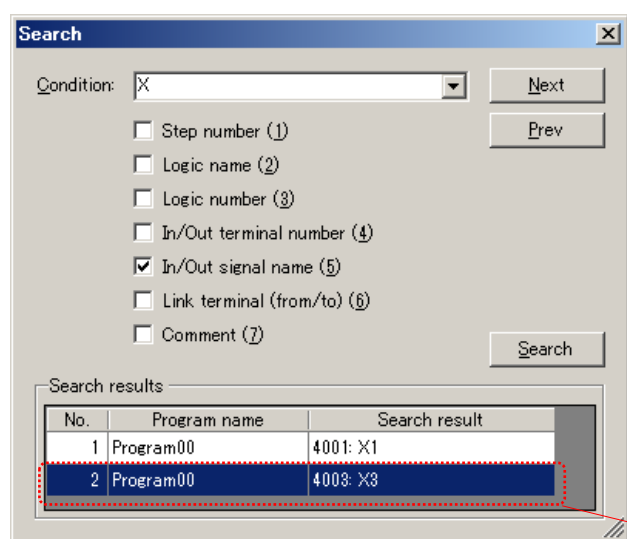 Search
Condition: X Next
Prev
Step number (1)
Logic name (2)
Logic number (3)
In/Out terminal number (4)
In/Out signal name (5)
Link terminal (from/to) (6)
Comment (7)
Search
Search results
No. Program name Search result
1 Program00 4001: X1
2 Program00 4003: X3